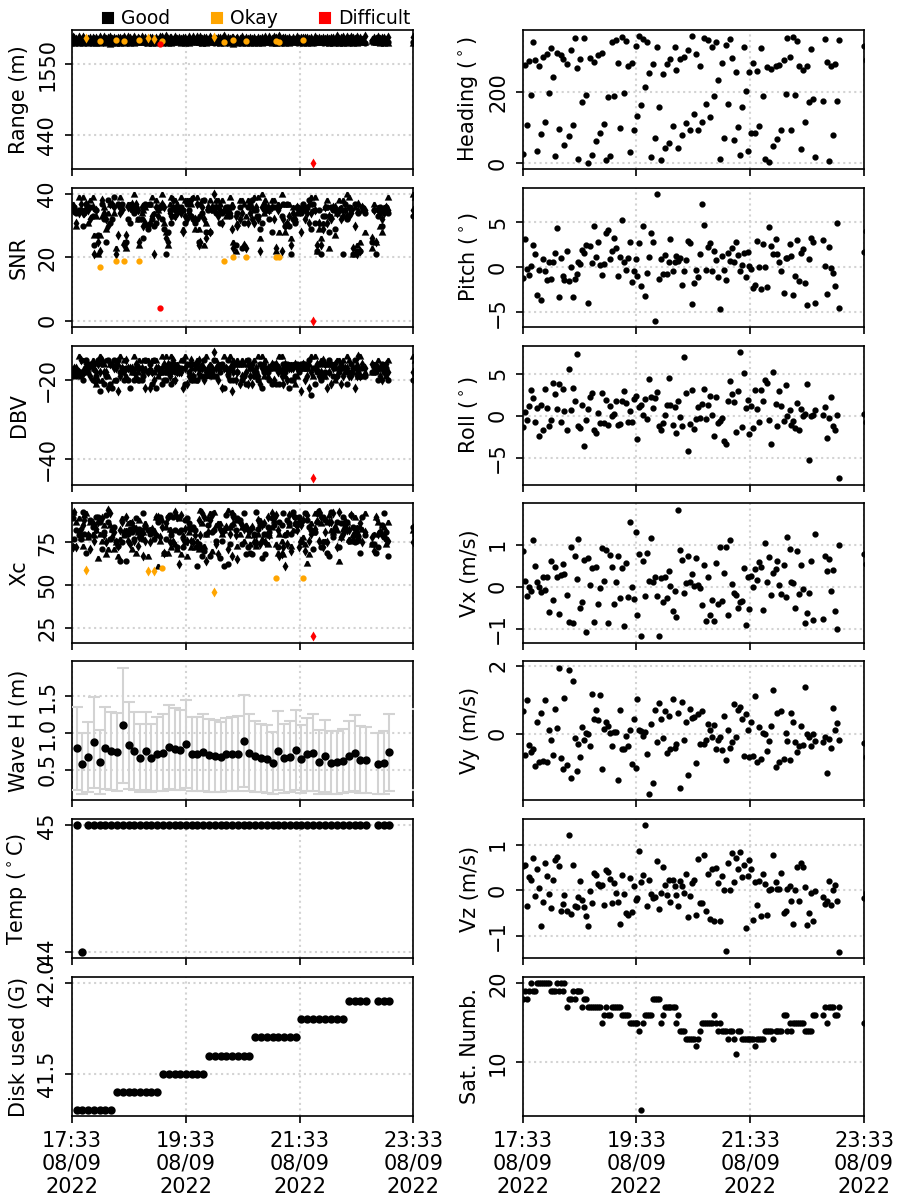 Good Okay Difficult
Range (m)
1550
440
Heading (°)
200
0
SNR
40
20
0
Pitch (°)
5
0
−5
DBV
−20
−40
Roll (°)
5
0
−5
Xc
75
50
25
Vx (m/s)
1
0
−1
Wave H (m)
1.5
1.0
0.5
Vy (m/s)
2
0
Temp (°C)
45
44
Vz (m/s)
1
0
−1
Disk used (G)
42.0
41.5
Sat. Numb.
20
10
17:33 19:33 21:33 23:33
08/09 08/09 08/09 08/09
2022 2022 2022 2022
17:33 19:33 21:33 23:33
08/09 08/09 08/09 08/09
2022 2022 2022 2022